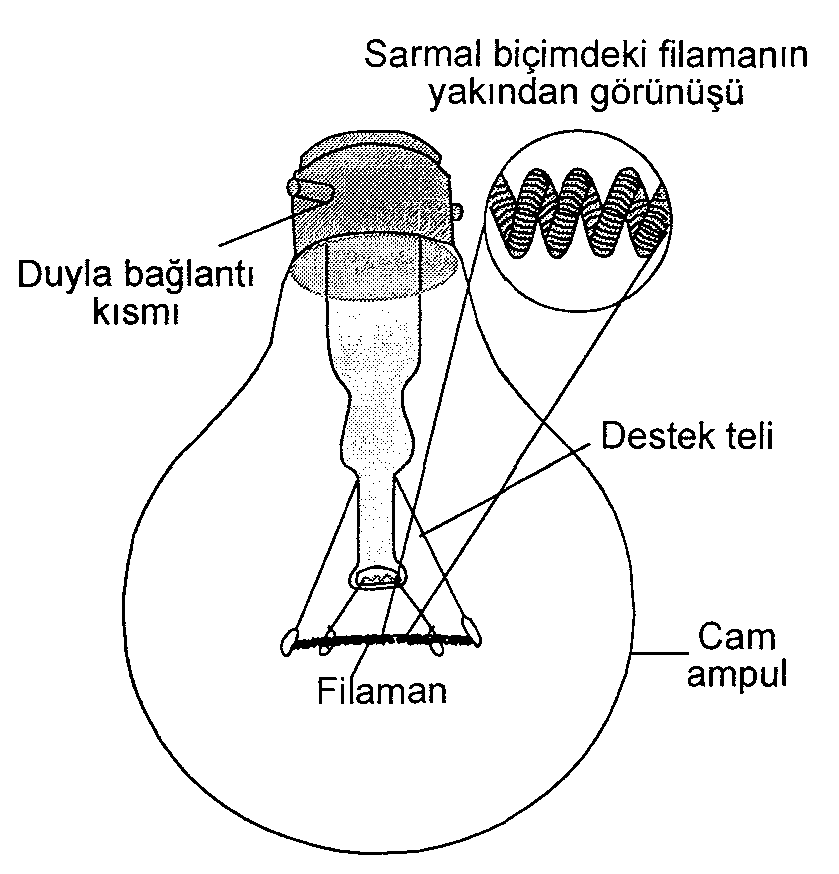 Sarmal biçimdeki filamanın
yakından görünüşü
Duyla bağlantı
kısmı
Destek teli
Cam
ampul
Filaman